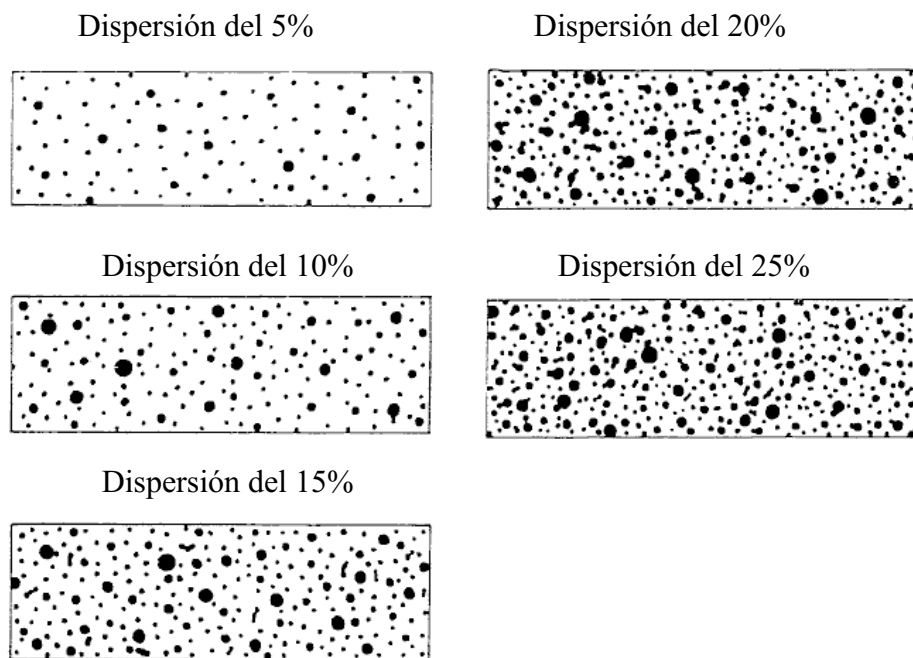 Dispersión del 5%
Dispersión del 20%
Dispersión del 10%
Dispersión del 25%
Dispersión del 15%